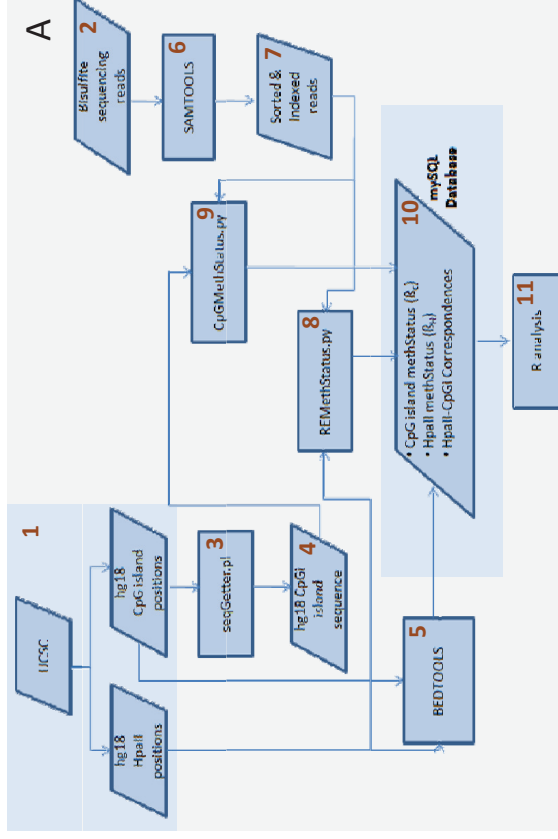 A
1
UCSC
hg18
HpaII
positions
hg18
CpG island
positions
3
seqGetter.pl
4
hg18 CpGi
island
sequence
5
BEDTOOLS
2
Bisulfite
sequencing
reads
6
SAMTOOLS
7
Sorted &
Indexed
reads
9
CpGMethStatus.py
8
REMethStatus.py
10
• CpG island methStatus (ßc)
• HpaII methStatus (ßH)
• HpaII-CpGi Correspondences
mySQL
Database
11
R analysis